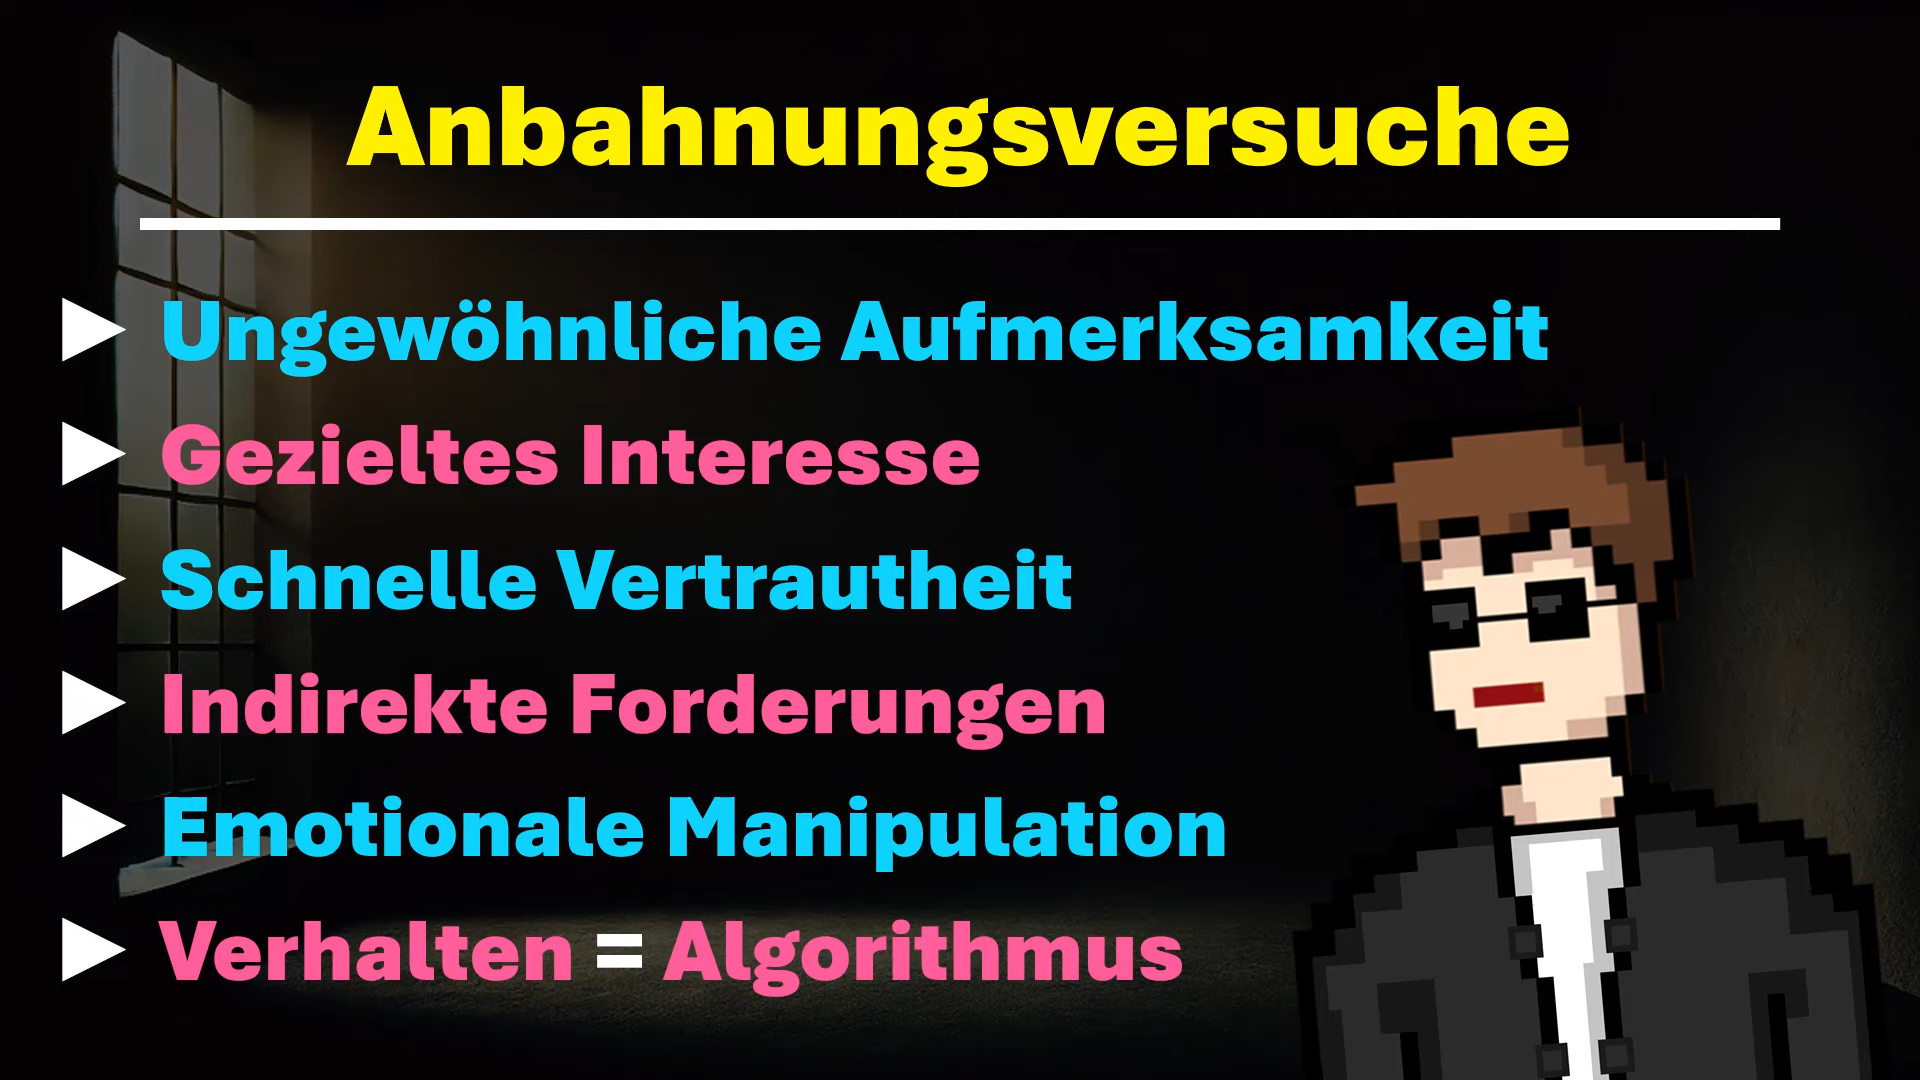 Anbahnungsversuche
Ungewöhnliche Aufmerksamkeit
Gezieltes Interesse
Schnelle Vertrautheit
Indirekte Forderungen
Emotionale Manipulation
Verhalten = Algorithmus